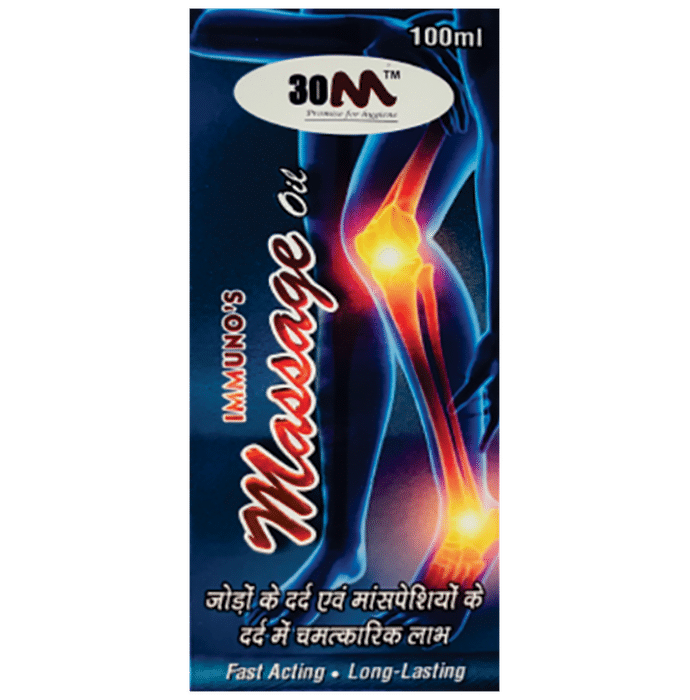 100ml
30M™
Promise for hygiene
IMMUNO'S
Massage Oil
जोड़ों के दर्द एवं मांसपेशियों के
दर्द में चमत्कारिक लाभ
Fast Acting • Long-Lasting